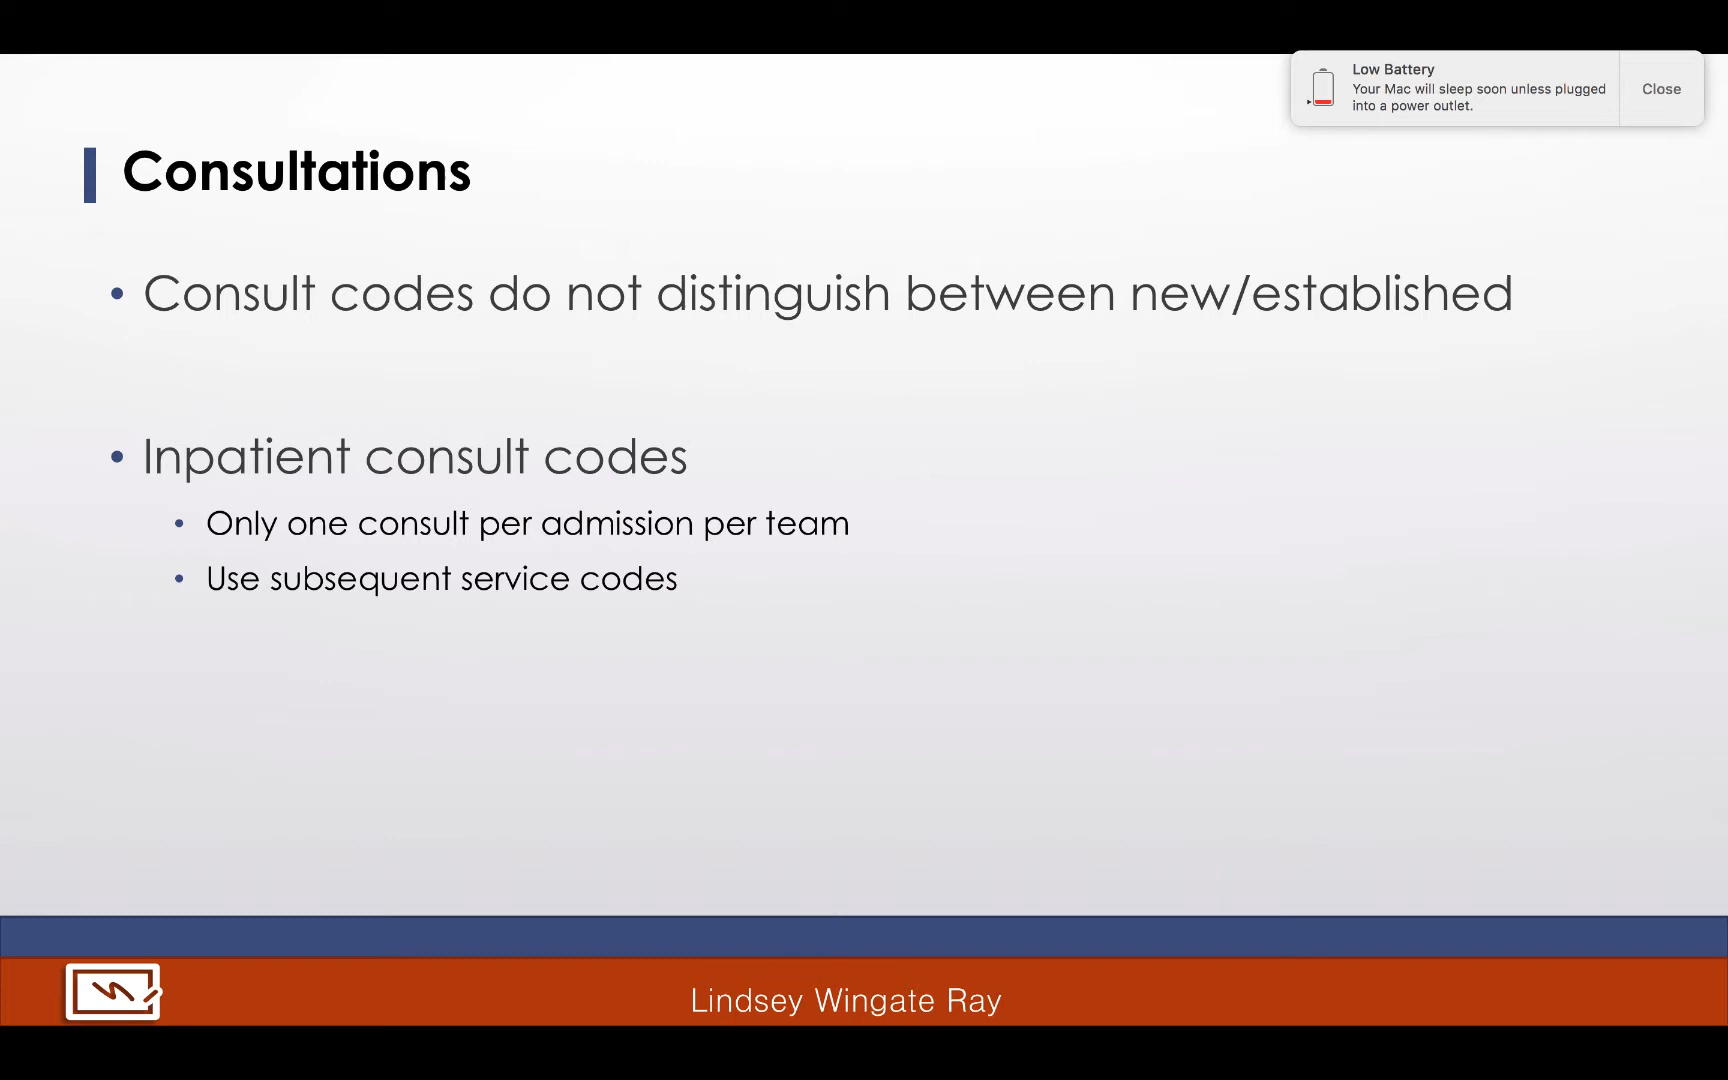 Low Battery
Your Mac will sleep soon unless plugged
into a power outlet.
Close
Consultations
• Consult codes do not distinguish between new/established
• Inpatient consult codes
• Only one consult per admission per team
• Use subsequent service codes
Lindsey Wingate Ray